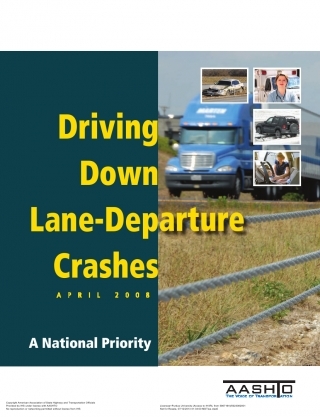 Driving
Down
Lane-Departure
Crashes
APRIL 2008
A National Priority
AASHTO
THE VOICE OF TRANSPORTATION